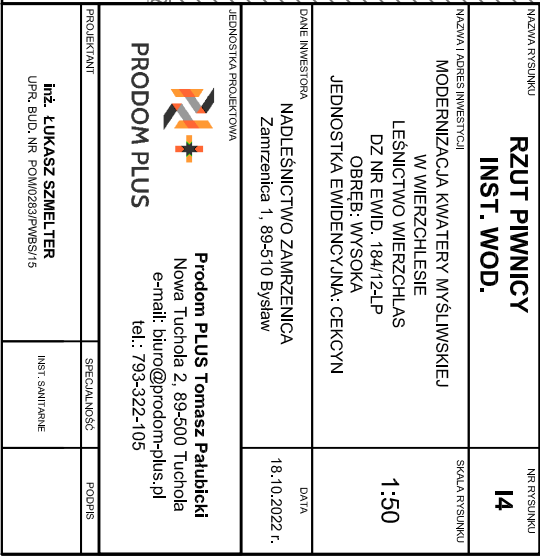 NAZWA RYSUNKU
RZUT PIWNICY
INST. WOD.
NR RYSUNKU
I4
NAZWA I ADRES INWESTYCJI
MODERNIZACJA KWATERY MYŚLIWSKIEJ
W WIERZCHLESIE
LEŚNICTWO WIERZCHLAS
DZ NR EWID. 184/12-LP
OBRĘB: WYSOKA
JEDNOSTKA EWIDENCYJNA: CEKCYN
SKALA RYSUNKU
1:50
DANE INWESTORA
NADLEŚNICTWO ZAMRZENICA
Zamrzenica 1, 89-510 Bysław
DATA
18.10.2022 r.
JEDNOSTKA PROJEKTOWA
PRODOM PLUS
Prodom PLUS Tomasz Pałubicki
Nowa Tuchola 2, 89-500 Tuchola
e-mail: biuro@prodom-plus.pl
tel.: 793-322-105
PROJEKTANT
inż. ŁUKASZ SZMELTER
UPR. BUD. NR. POM/0283/PWBS/15
SPECJALNOŚĆ
INST. SANITARNE
PODPIS